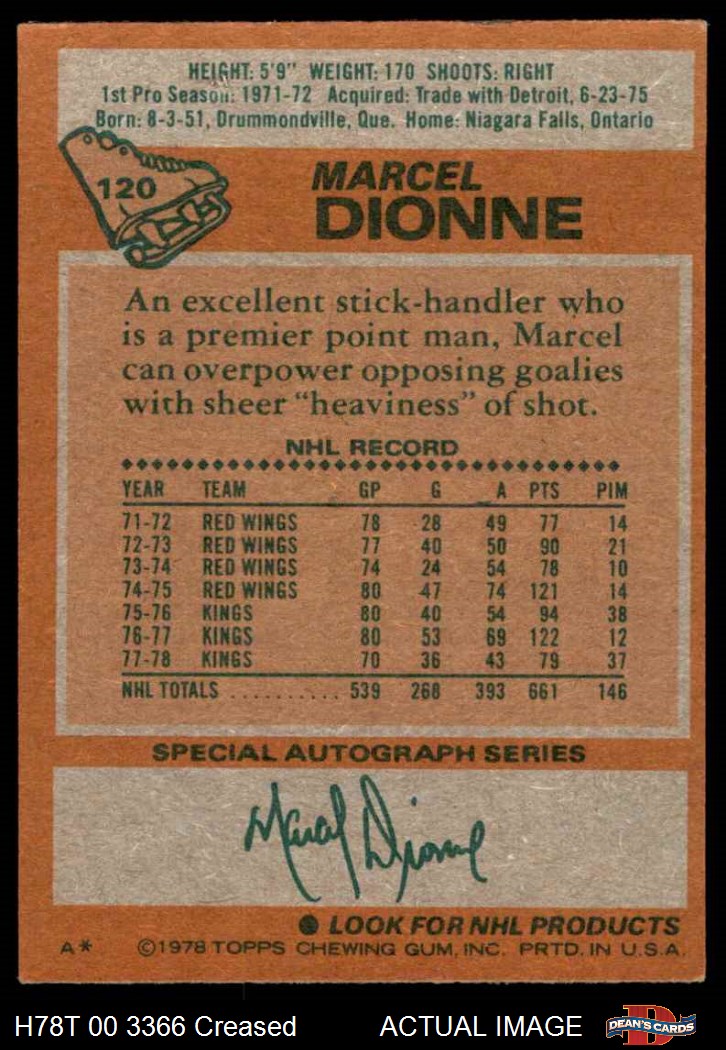 HEIGHT: 5'9" WEIGHT: 170 SHOOTS: RIGHT
1st Pro Season: 1971-72 Acquired: Trade with Detroit, 6-23-75
Born: 8-3-51, Drummondville, Que. Home: Niagara Falls, Ontario
120
MARCEL
DIONNE
An excellent stick-handler who
is a premier point man, Marcel
can overpower opposing goalies
with sheer "heaviness" of shot.
NHL RECORD
YEAR TEAM GP G A PTS PIM
71-72 RED WINGS 78 28 49 77 14
72-73 RED WINGS 77 40 50 90 21
73-74 RED WINGS 74 24 54 78 10
74-75 RED WINGS 80 47 74 121 14
75-76 KINGS 80 40 54 94 38
76-77 KINGS 80 53 69 122 12
77-78 KINGS 70 36 43 79 37
NHL TOTALS .......... 539 268 393 661 146
SPECIAL AUTOGRAPH SERIES
Marcel Dionne
● LOOK FOR NHL PRODUCTS
A* ©1978 TOPPS CHEWING GUM, INC. PRTD. IN U.S.A.
H78T 00 3366 Creased ACTUAL IMAGE
D
DEAN'S CARDS